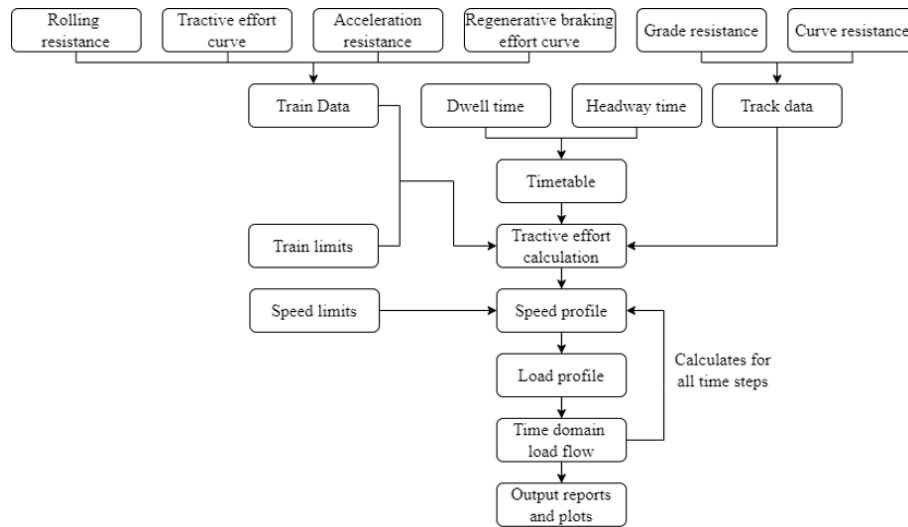 Rolling
resistance
Tractive effort
curve
Acceleration
resistance
Regenerative braking
effort curve
Grade resistance
Curve resistance
Train Data
Dwell time
Headway time
Track data
Timetable
Train limits
Tractive effort
calculation
Speed limits
Speed profile
Load profile
Calculates for
all time steps
Time domain
load flow
Output reports
and plots